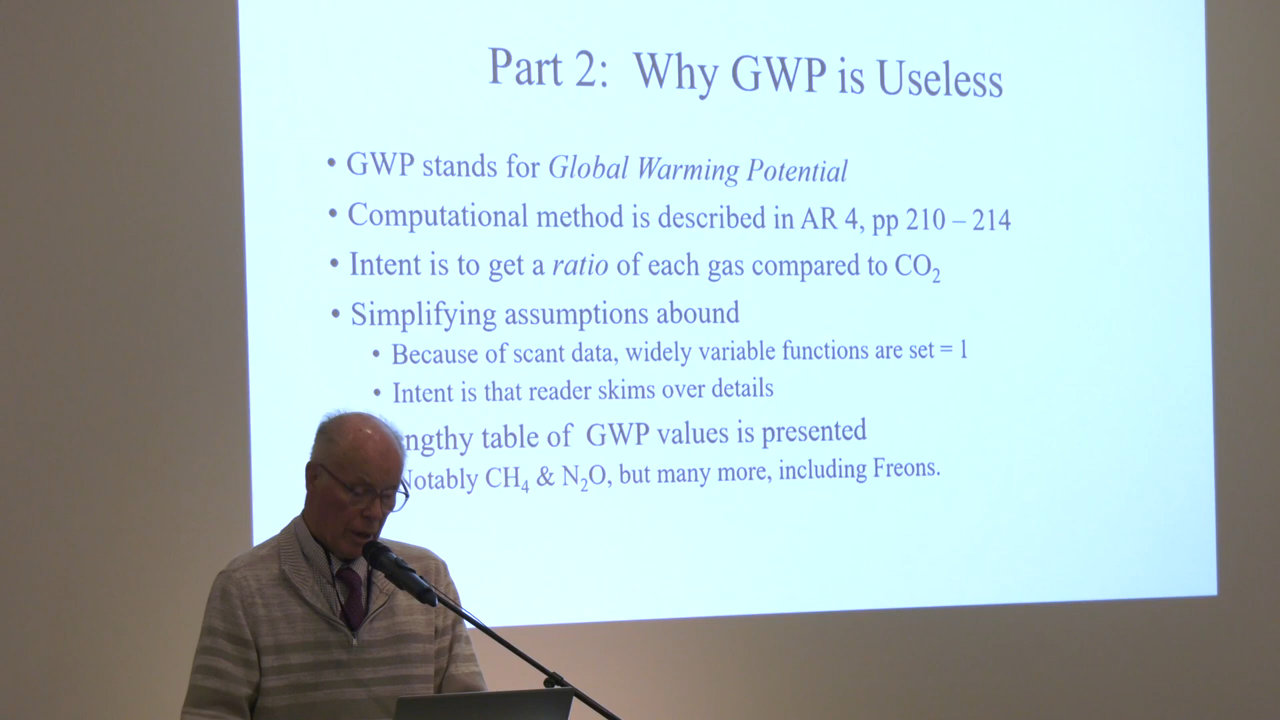 Part 2: Why GWP is Useless
• GWP stands for Global Warming Potential
• Computational method is described in AR 4, pp 210 – 214
• Intent is to get a ratio of each gas compared to CO₂
• Simplifying assumptions abound
• Because of scant data, widely variable functions are set = 1
• Intent is that reader skims over details
ngthy table of GWP values is presented
Notably CH₄ & N₂O, but many more, including Freons.